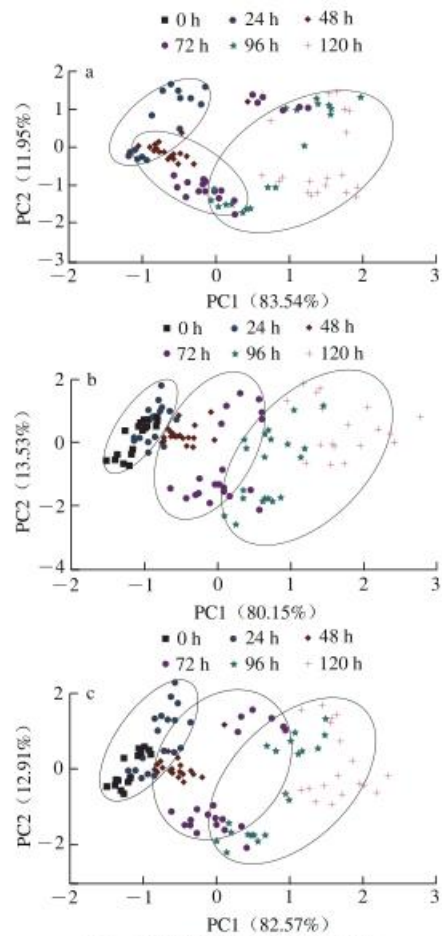 0 h 24 h 48 h
72 h 96 h 120 h
a
2
1
0
−1
−2
−3
PC2 (11.95%)
−2 −1 0 1 2 3
PC1 (83.54%)
0 h 24 h 48 h
72 h 96 h 120 h
b
2
0
−2
−4
PC2 (13.53%)
−2 −1 0 1 2 3
PC1 (80.15%)
0 h 24 h 48 h
72 h 96 h 120 h
c
2
0
−2
PC2 (12.91%)
−2 −1 0 1 2 3
PC1 (82.57%)